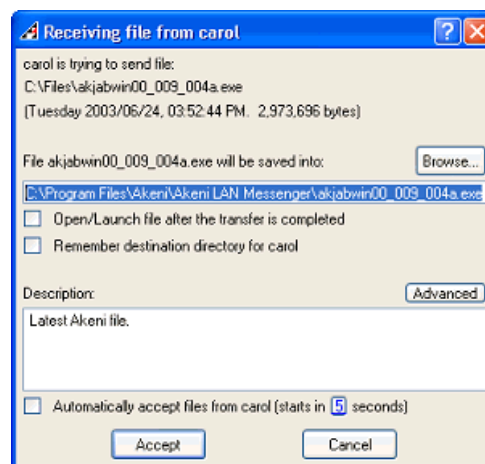 Receiving file from carol
carol is trying to send file:
C:\Files\akjabwin00_009_004a.exe
(Tuesday 2003/06/24, 03:52:44 PM. 2,973,696 bytes)
File akjabwin00_009_004a.exe will be saved into:
Browse...
C:\Program Files\Akeni\Akeni LAN Messenger\akjabwin00_009_004a.exe
Open/Launch file after the transfer is completed
Remember destination directory for carol
Description:
Advanced
Latest Akeni file.
Automatically accept files from carol (starts in 5 seconds)
Accept
Cancel